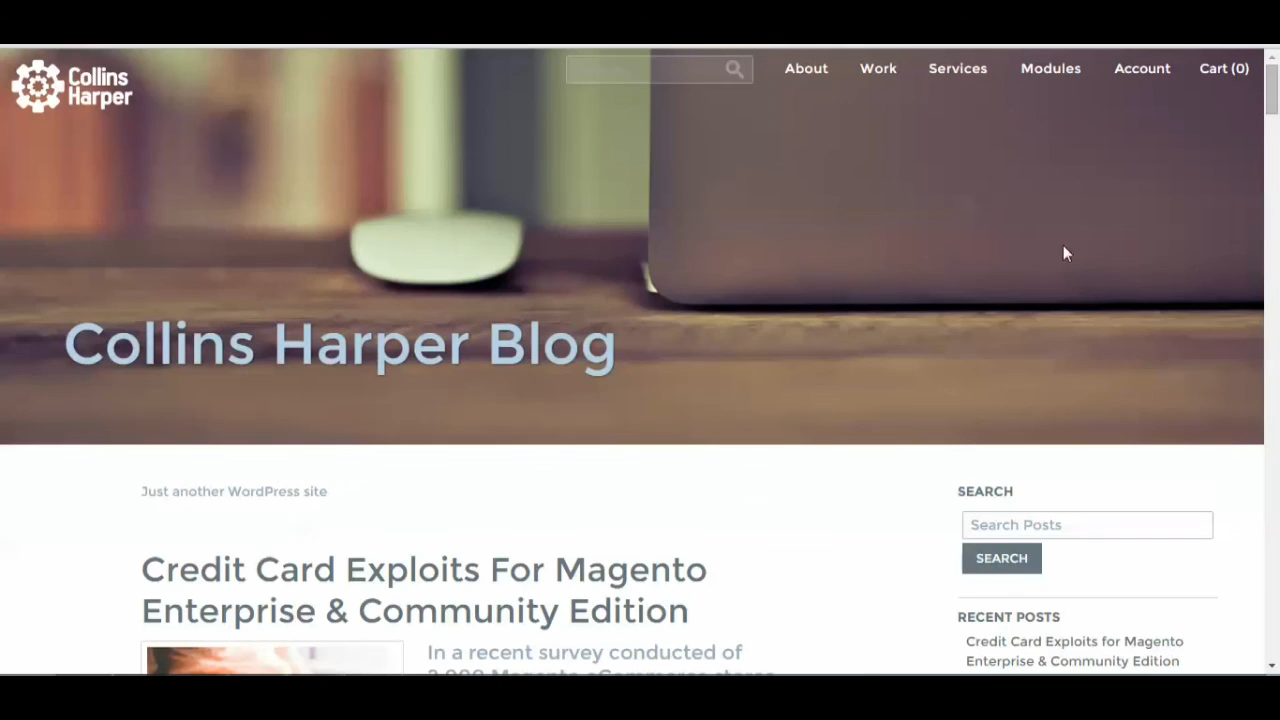 Collins
Harper
About
Work
Services
Modules
Account
Cart (0)
Collins Harper Blog
Just another WordPress site
SEARCH
Search Posts
SEARCH
Credit Card Exploits For Magento
Enterprise & Community Edition
In a recent survey conducted of
RECENT POSTS
Credit Card Exploits for Magento
Enterprise & Community Edition